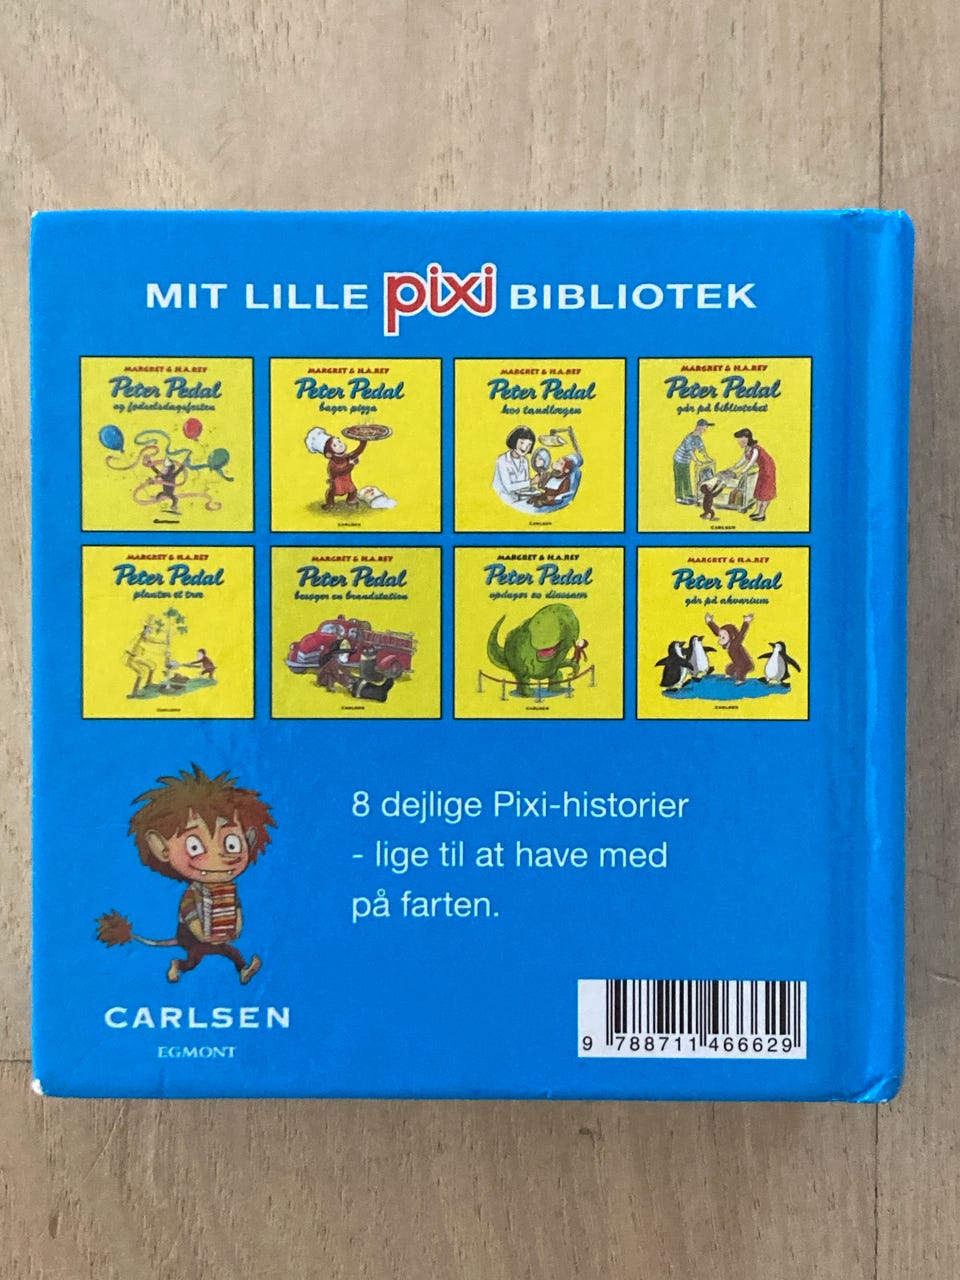 MIT LILLE pixi BIBLIOTEK
MARGRET & H.A.REY
Peter Pedal
og fødselsdagsfesten
MARGRET & H.A.REY
Peter Pedal
bager pizza
CARLSEN
MARGRET & H.A.REY
Peter Pedal
hos tandlægen
CARLSEN
MARGRET & H.A.REY
Peter Pedal
går på biblioteket
CARLSEN
MARGRET & H.A.REY
Peter Pedal
planter et træ
CARLSEN
MARGRET & H.A.REY
Peter Pedal
besøger en brandstation
CARLSEN
MARGRET & H.A.REY
Peter Pedal
opdager en dinosaur
CARLSEN
MARGRET & H.A.REY
Peter Pedal
går på akvarium
CARLSEN
8 dejlige Pixi-historier
- lige til at have med
på farten.
CARLSEN
EGMONT
9 788711 466629